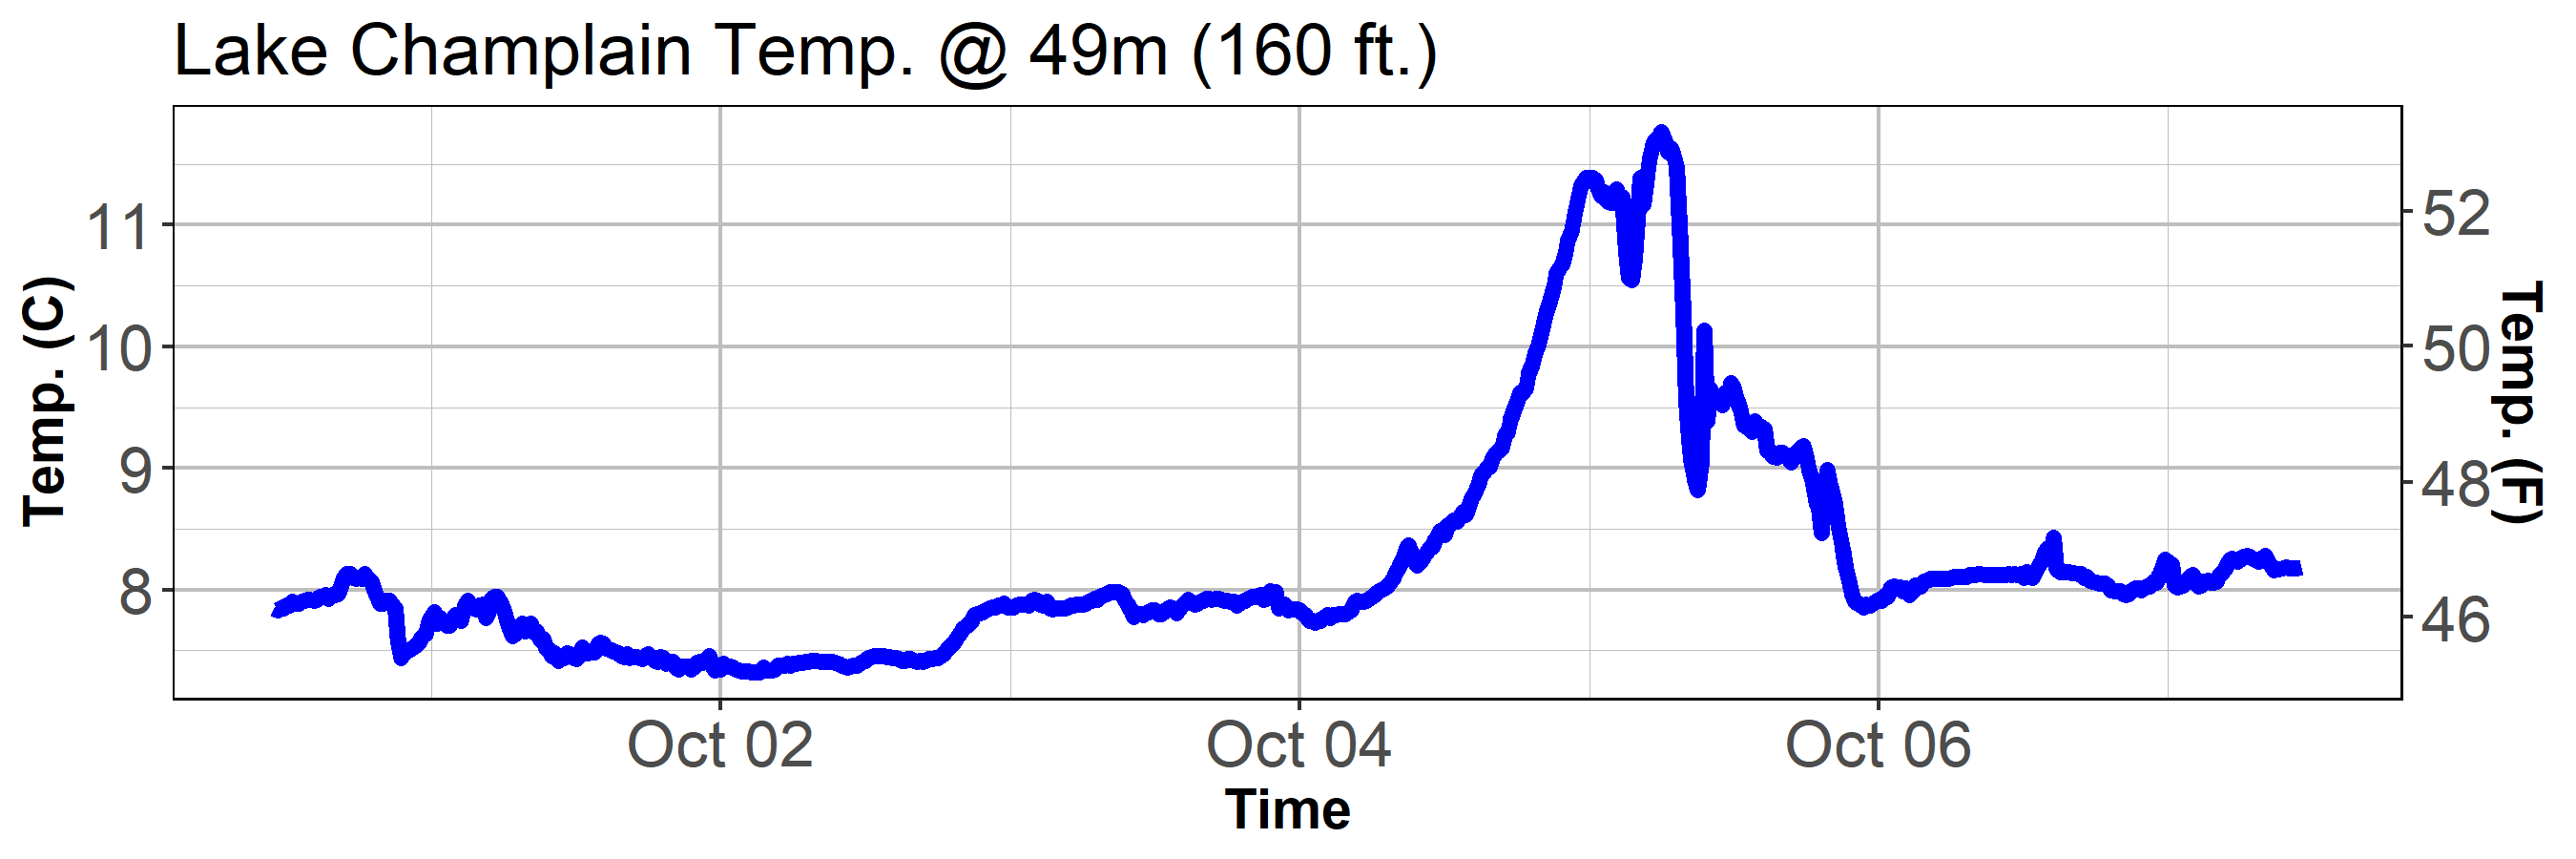 Lake Champlain Temp. @ 49m (160 ft.)
Temp. (C)
11
10
9
8
52
50
48
46
Temp. (F)
Oct 02 Oct 04 Oct 06
Time